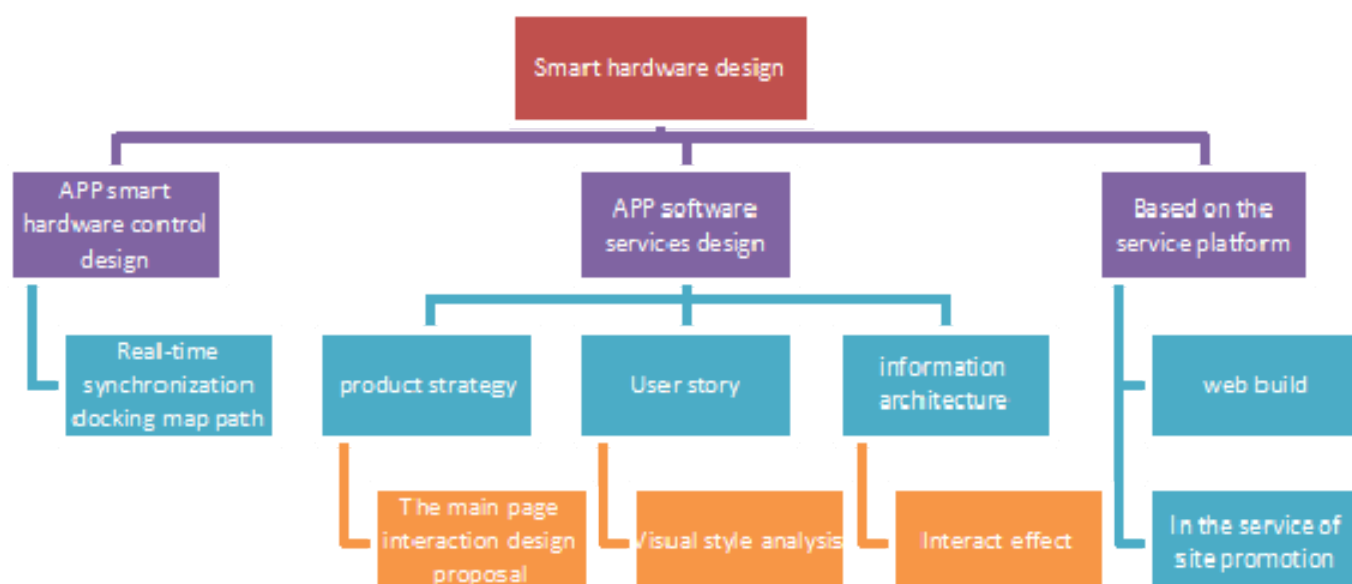 Smart hardware design
APP smart
hardware control
design
APP software
services design
Based on the
service platform
Real-time
synchronization
docking map path
product strategy
User story
information
architecture
web build
The main page
interaction design
proposal
Visual style analysis
Interact effect
In the service of
site promotion